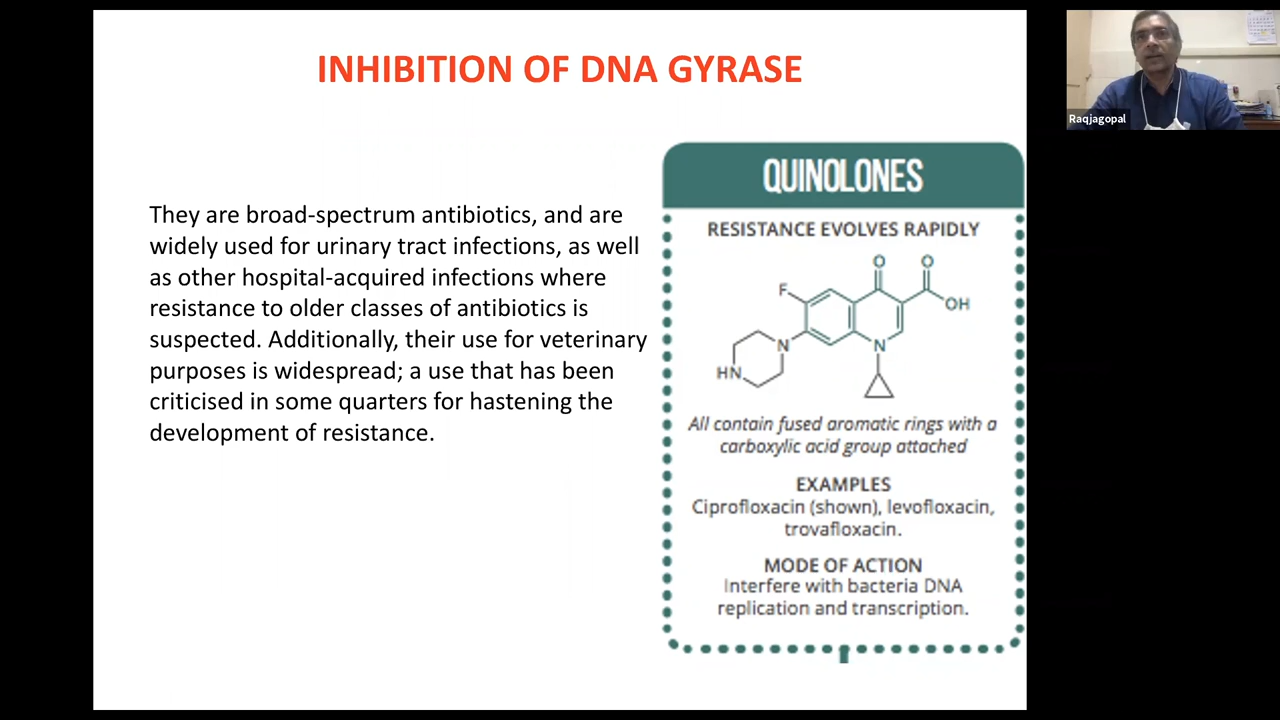 INHIBITION OF DNA GYRASE
They are broad-spectrum antibiotics, and are
widely used for urinary tract infections, as well
as other hospital-acquired infections where
resistance to older classes of antibiotics is
suspected. Additionally, their use for veterinary
purposes is widespread; a use that has been
criticised in some quarters for hastening the
development of resistance.
QUINOLONES
RESISTANCE EVOLVES RAPIDLY
O
O
F
OH
N
N
HN
All contain fused aromatic rings with a
carboxylic acid group attached
EXAMPLES
Ciprofloxacin (shown), levofloxacin,
trovafloxacin.
MODE OF ACTION
Interfere with bacteria DNA
replication and transcription.
Raqjagopal